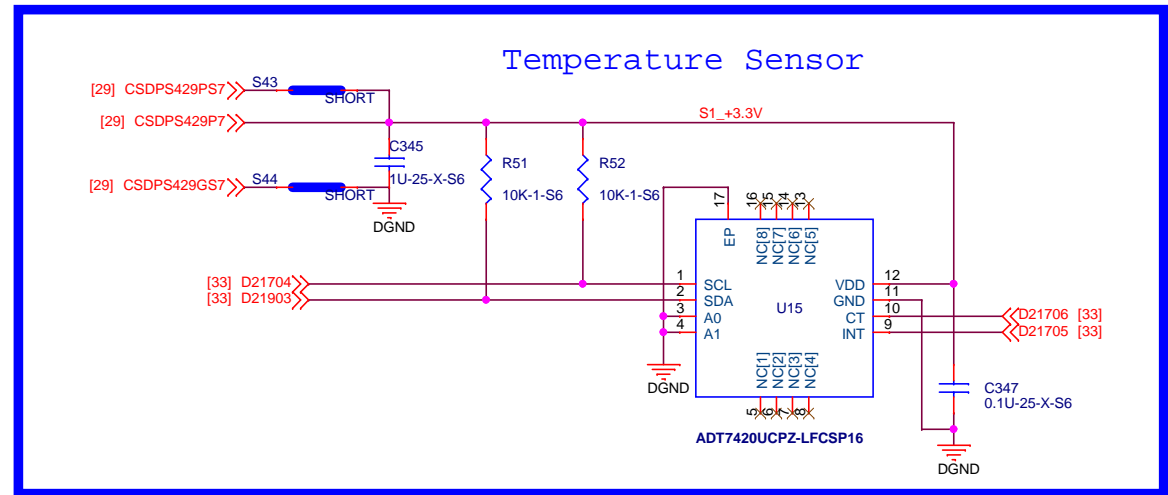 Temperature Sensor
[29] CSDPS429PS7
S43
SHORT
[29] CSDPS429P7
S1_+3.3V
C345
1U-25-X-S6
R51
10K-1-S6
R52
10K-1-S6
[29] CSDPS429GS7
S44
SHORT
DGND
17
16
15
14
13
EP
NC[8]
NC[7]
NC[6]
NC[5]
[33] D21704
1
SCL
VDD
12
[33] D21903
2
SDA
GND
11
U15
3
A0
CT
10
D21706 [33]
4
A1
INT
9
D21705 [33]
NC[1]
NC[2]
NC[3]
NC[4]
5
6
7
8
DGND
C347
0.1U-25-X-S6
ADT7420UCPZ-LFCSP16
DGND